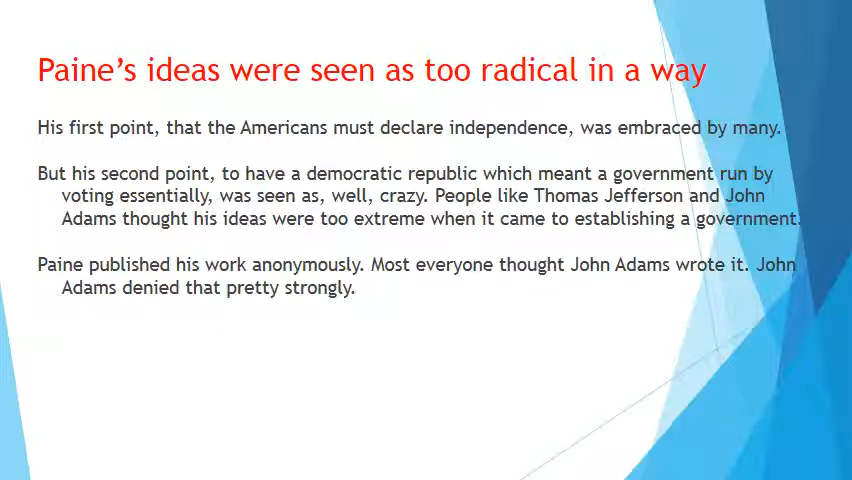 Paine’s ideas were seen as too radical in a way
His first point, that the Americans must declare independence, was embraced by many.
But his second point, to have a democratic republic which meant a government run by
voting essentially, was seen as, well, crazy. People like Thomas Jefferson and John
Adams thought his ideas were too extreme when it came to establishing a government.
Paine published his work anonymously. Most everyone thought John Adams wrote it. John
Adams denied that pretty strongly.